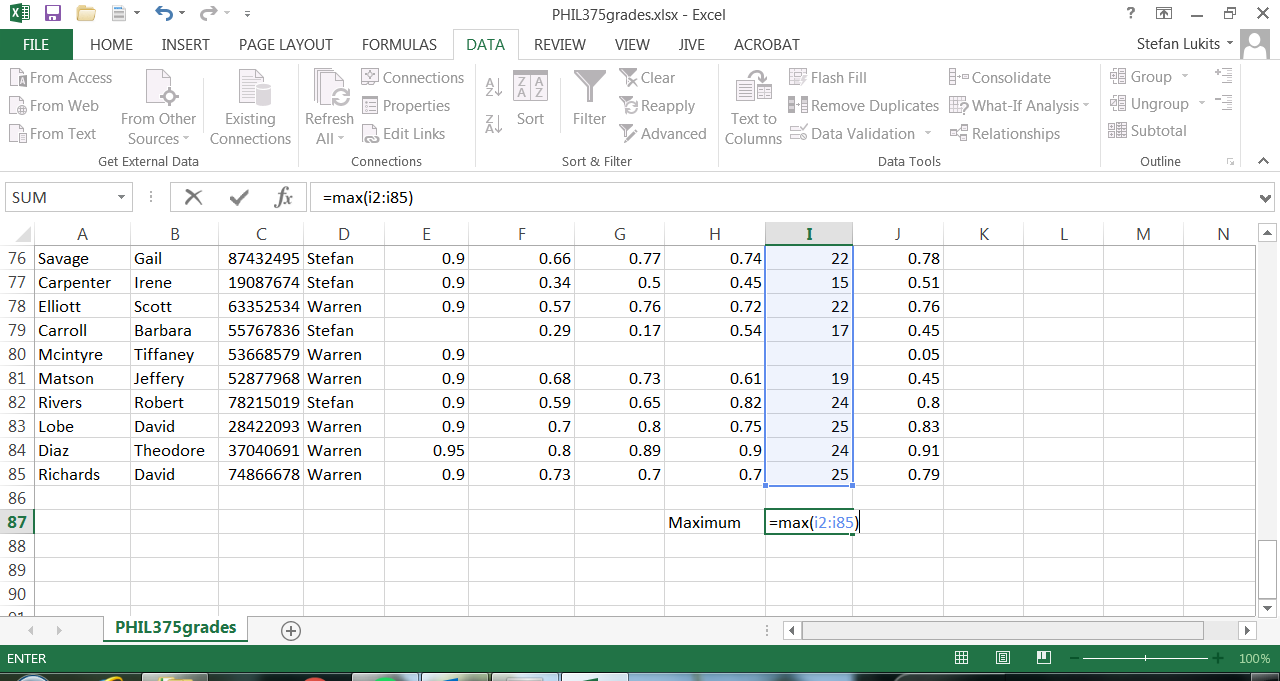 PHIL375grades.xlsx - Excel
?
FILE HOME INSERT PAGE LAYOUT FORMULAS DATA REVIEW VIEW JIVE ACROBAT Stefan Lukits
From Access
From Web
From Text
From Other Sources
Existing Connections
Get External Data
Refresh All
Connections
Properties
Edit Links
Connections
Sort
Filter
Clear
Reapply
Advanced
Sort & Filter
Text to Columns
Flash Fill
Remove Duplicates
Data Validation
Consolidate
What-If Analysis
Relationships
Data Tools
Group
Ungroup
Subtotal
Outline
SUM fx =max(i2:i85)
A B C D E F G H I J K L M N
76 Savage Gail 87432495 Stefan 0.9 0.66 0.77 0.74 22 0.78
77 Carpenter Irene 19087674 Stefan 0.9 0.34 0.5 0.45 15 0.51
78 Elliott Scott 63352534 Warren 0.9 0.57 0.76 0.72 22 0.76
79 Carroll Barbara 55767836 Stefan 0.29 0.17 0.54 17 0.45
80 Mcintyre Tiffaney 53668579 Warren 0.9 0.05
81 Matson Jeffery 52877968 Warren 0.9 0.68 0.73 0.61 19 0.45
82 Rivers Robert 78215019 Stefan 0.9 0.59 0.65 0.82 24 0.8
83 Lobe David 28422093 Warren 0.9 0.7 0.8 0.75 25 0.83
84 Diaz Theodore 37040691 Warren 0.95 0.8 0.89 0.9 24 0.91
85 Richards David 74866678 Warren 0.9 0.73 0.7 0.7 25 0.79
86
87 Maximum =max(i2:i85)
88
89
90
91
PHIL375grades
ENTER 100%